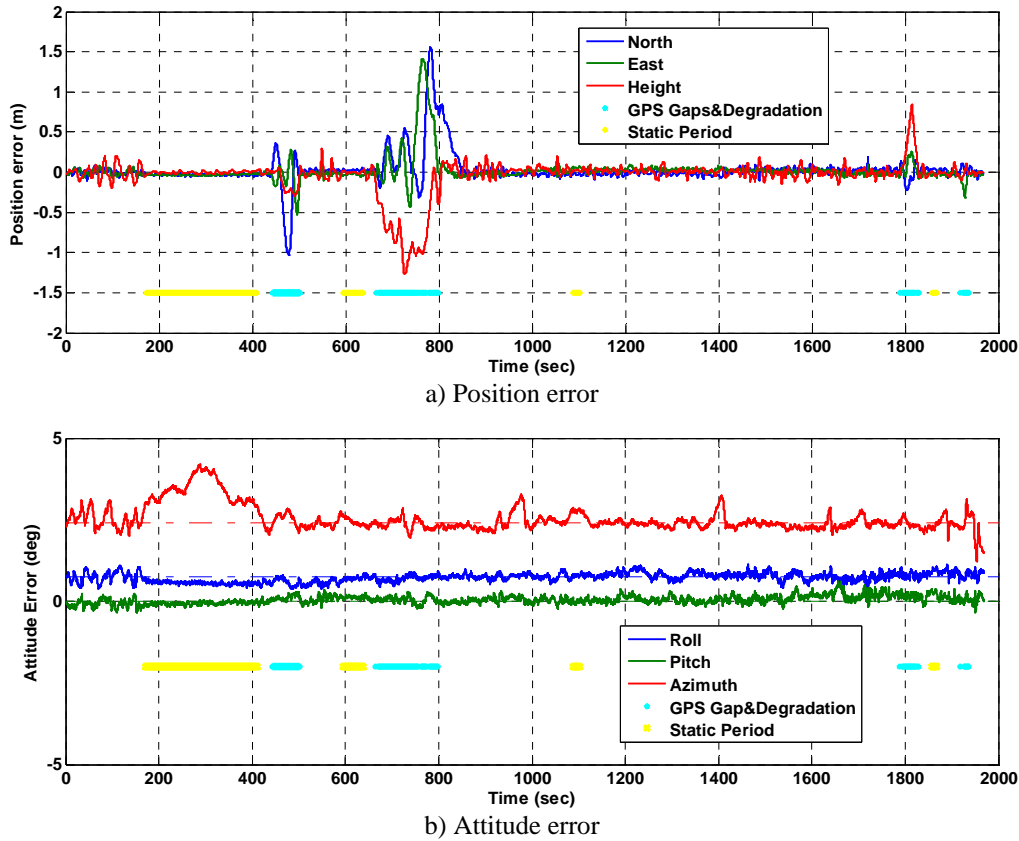 2
1.5
1
0.5
0
-0.5
-1
-1.5
-2
Position error (m)
North
East
Height
GPS Gaps&Degradation
Static Period
0 200 400 600 800 1000 1200 1400 1600 1800 2000
Time (sec)
a) Position error
5
0
-5
Attitude Error (deg)
Roll
Pitch
Azimuth
GPS Gap&Degradation
Static Period
0 200 400 600 800 1000 1200 1400 1600 1800 2000
Time (sec)
b) Attitude error